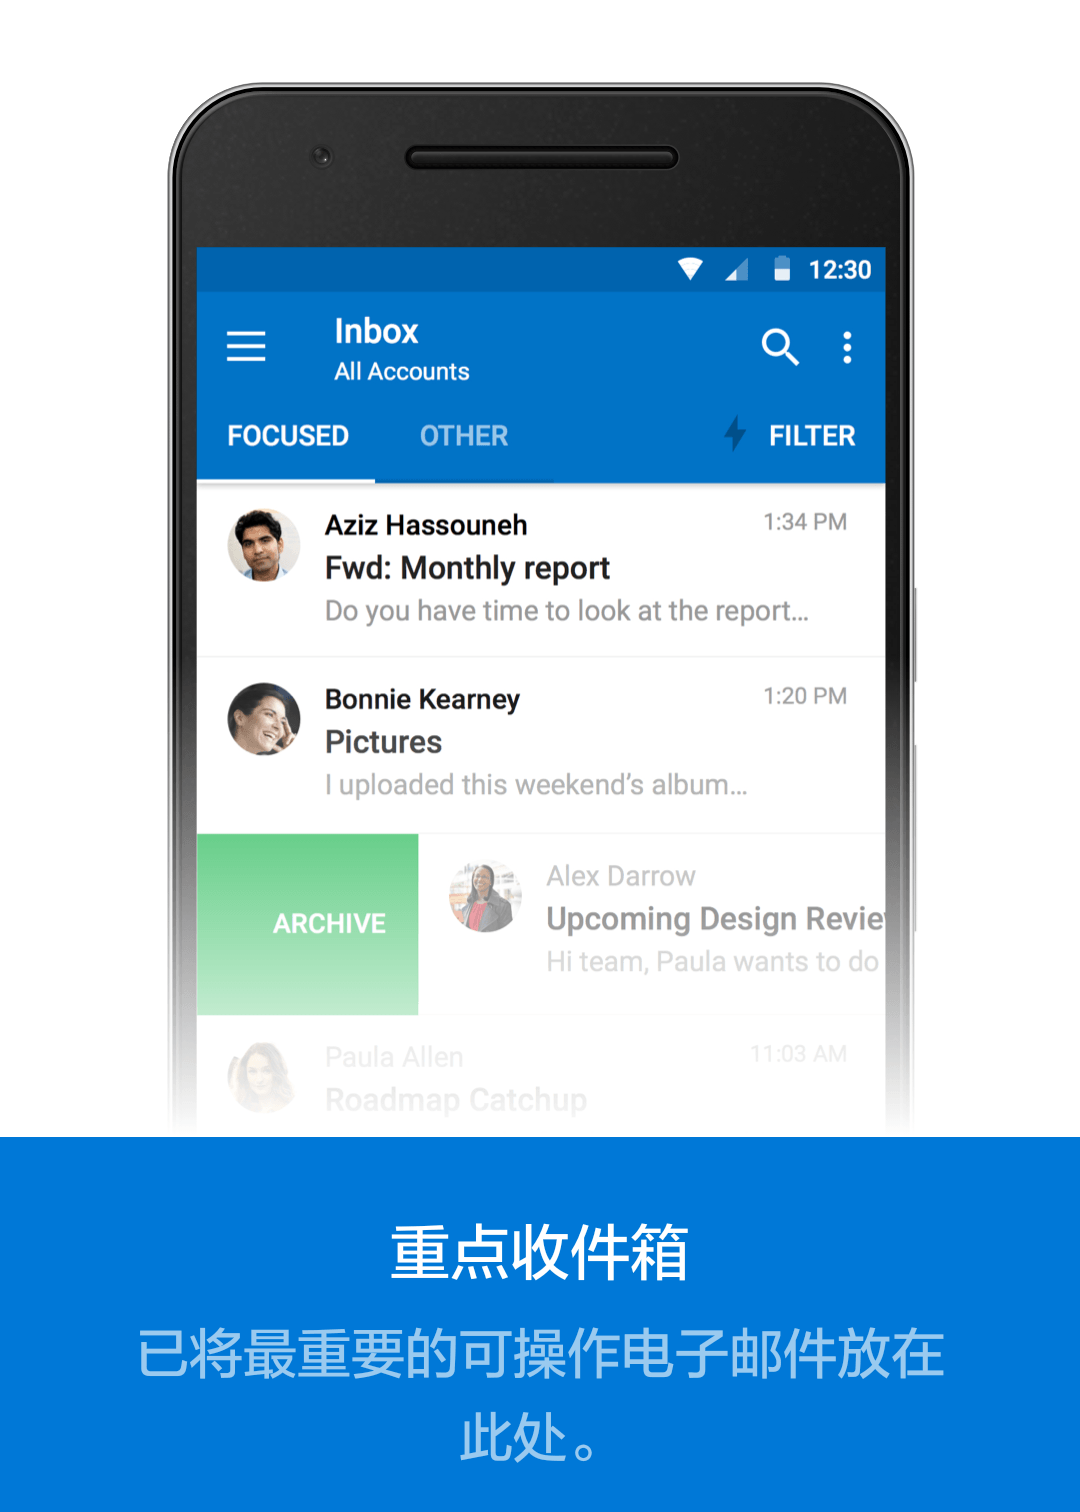 12:30
Inbox
All Accounts
FOCUSED OTHER FILTER
Aziz Hassouneh 1:34 PM
Fwd: Monthly report
Do you have time to look at the report...
Bonnie Kearney 1:20 PM
Pictures
I uploaded this weekend’s album...
Alex Darrow
ARCHIVE Upcoming Design Review
Hi team, Paula wants to do
Paula Allen 11:03 AM
Roadmap Catchup
重点收件箱
已将最重要的可操作电子邮件放在
此处。